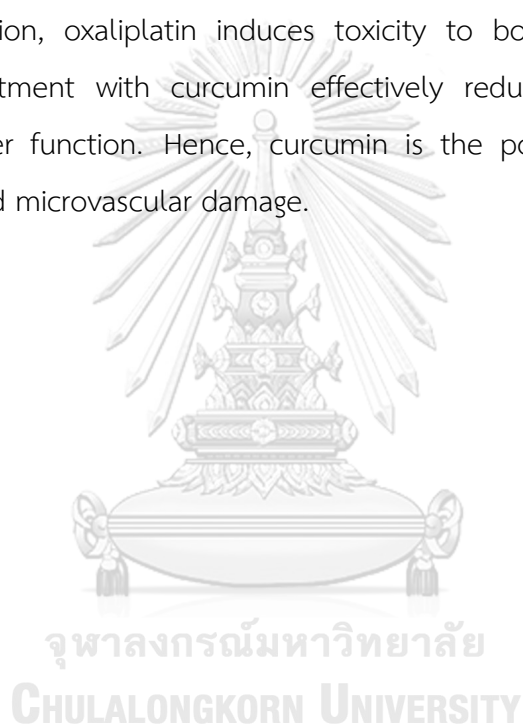 ion, oxaliplatin induces toxicity to bo
tment with curcumin effectively redu
er function. Hence, curcumin is the po
d microvascular damage.
จุฬาลงกรณ์มหาวิทยาลัย
CHULALONGKORN UNIVERSITY